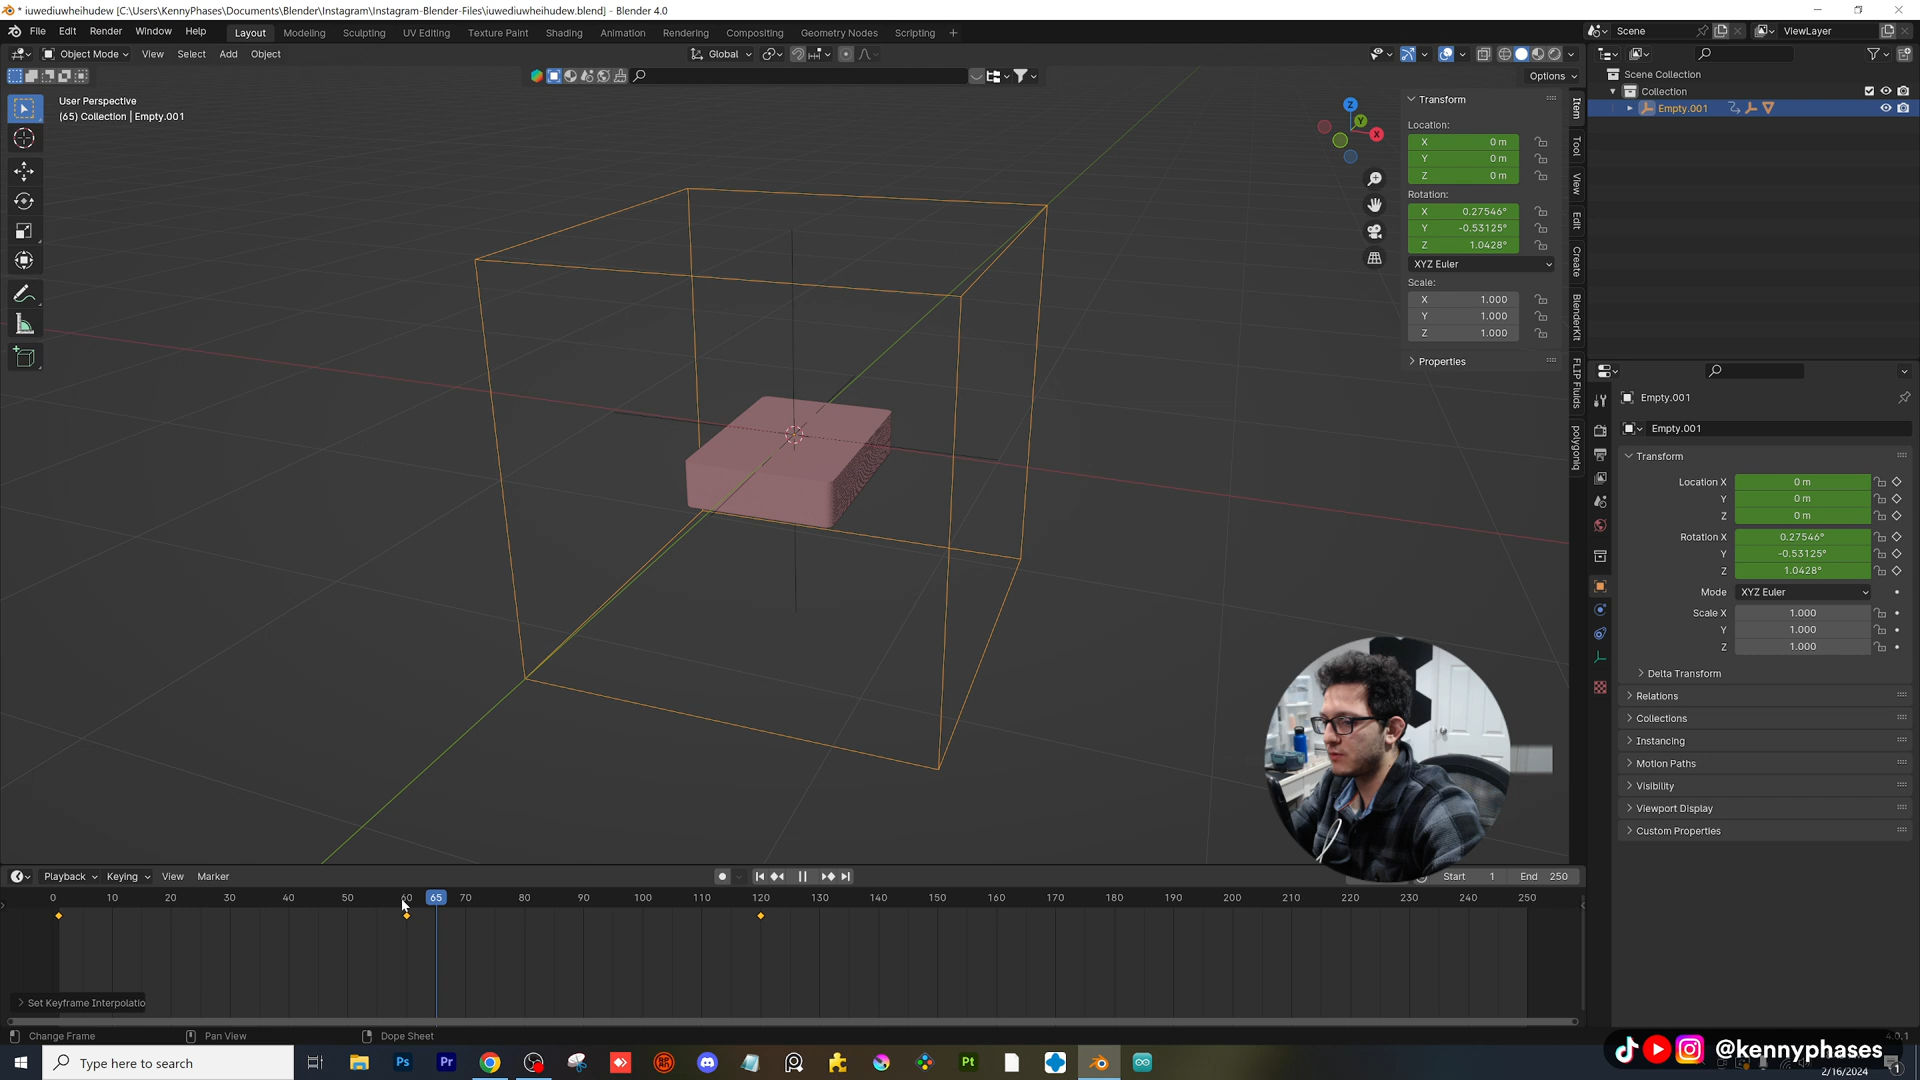 * iuwediuwheihudew [C:\Users\KennyPhases\Documents\Blender\Instagram\Instagram-Blender-Files\iuwediuwheihudew.blend] - Blender 4.0
File Edit Render Window Help Layout Modeling Sculpting UV Editing Texture Paint Shading Animation Rendering Compositing Geometry Nodes Scripting + Scene ViewLayer
Object Mode View Select Add Object Global
Options
User Perspective
(65) Collection | Empty.001
Z
Y
X
Transform
Location:
X 0 m
Y 0 m
Z 0 m
Rotation:
X 0.27546°
Y -0.53125°
Z 1.0428°
XYZ Euler
Scale:
X 1.000
Y 1.000
Z 1.000
Properties
Item
Tool
View
Edit
Create
BlenderKit
FLIP Fluids
polygoniq
Scene Collection
Collection
Empty.001
Empty.001
Empty.001
Transform
Location X 0 m
Y 0 m
Z 0 m
Rotation X 0.27546°
Y -0.53125°
Z 1.0428°
Mode XYZ Euler
Scale X 1.000
Y 1.000
Z 1.000
Delta Transform
Relations
Collections
Instancing
Motion Paths
Visibility
Viewport Display
Custom Properties
Playback Keying View Marker Start 1 End 250
0 10 20 30 40 50 60 65 70 80 90 100 110 120 130 140 150 160 170 180 190 200 210 220 230 240 250
Set Keyframe Interpolatio
Change Frame Pan View Dope Sheet 4.0.1
Type here to search Ps Pr Pt
@kennyphases
2/16/2024
1